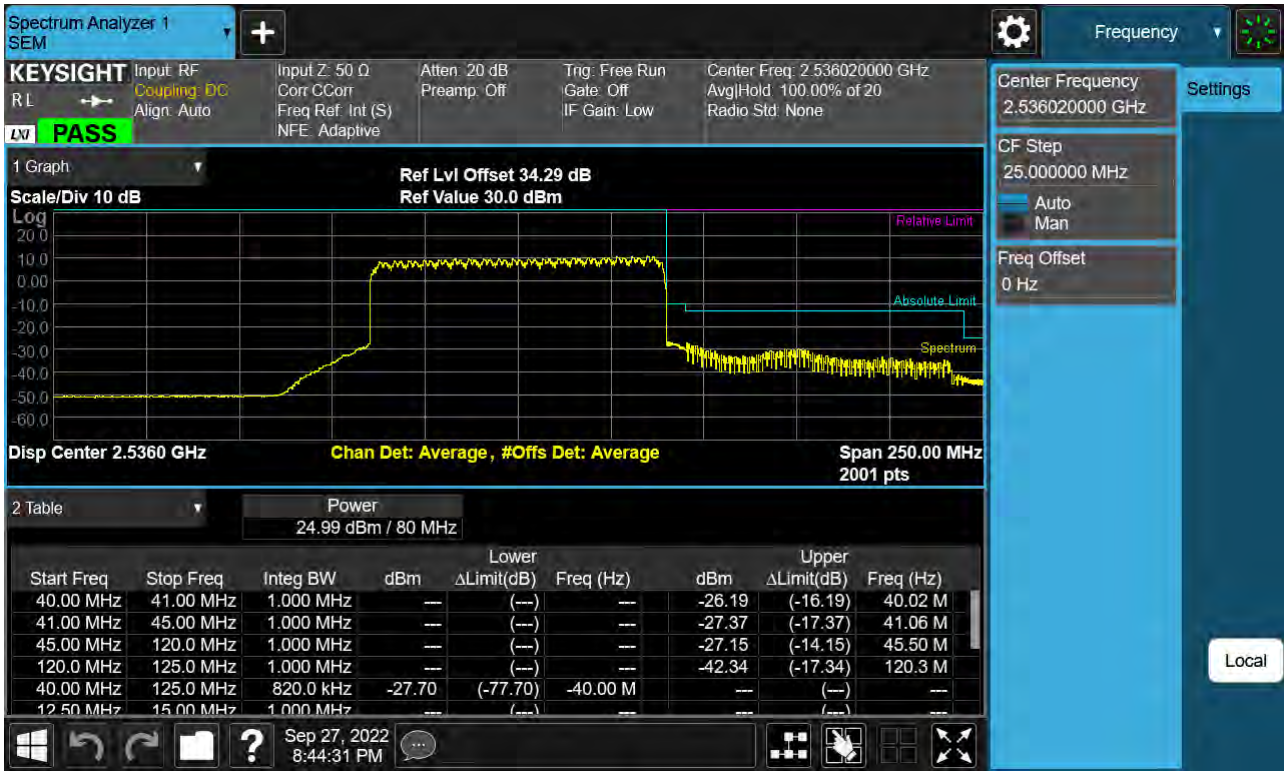 Spectrum Analyzer 1
SEM
Frequency
KEYSIGHT
RL
LXI PASS
Input: RF
Coupling: DC
Align: Auto
Input Z: 50 Ω
Corr CCorr
Freq Ref: Int (S)
NFE: Adaptive
Atten: 20 dB
Preamp: Off
Trig: Free Run
Gate: Off
IF Gain: Low
Center Freq: 2.536020000 GHz
Avg|Hold: 100.00% of 20
Radio Std: None
Center Frequency
2.536020000 GHz
Settings
CF Step
25.000000 MHz
Auto
Man
Freq Offset
0 Hz
Local
1 Graph
Scale/Div 10 dB
Ref Lvl Offset 34.29 dB
Ref Value 30.0 dBm
Log
20.0
10.0
0.00
-10.0
-20.0
-30.0
-40.0
-50.0
-60.0
Relative Limit
Absolute Limit
Spectrum
Disp Center 2.5360 GHz
Chan Det: Average, #Offs Det: Average
Span 250.00 MHz
2001 pts
2 Table
Power
24.99 dBm / 80 MHz
Lower Upper
Start Freq Stop Freq Integ BW dBm ΔLimit(dB) Freq (Hz) dBm ΔLimit(dB) Freq (Hz)
40.00 MHz 41.00 MHz 1.000 MHz --- (---) --- -26.19 (-16.19) 40.02 M
41.00 MHz 45.00 MHz 1.000 MHz --- (---) --- -27.37 (-17.37) 41.06 M
45.00 MHz 120.0 MHz 1.000 MHz --- (---) --- -27.15 (-14.15) 45.50 M
120.0 MHz 125.0 MHz 1.000 MHz --- (---) --- -42.34 (-17.34) 120.3 M
40.00 MHz 125.0 MHz 820.0 kHz -27.70 (-77.70) -40.00 M --- (---) ---
12.50 MHz 15.00 MHz 1.000 MHz --- (---) --- --- (---) ---
?
Sep 27, 2022
8:44:31 PM